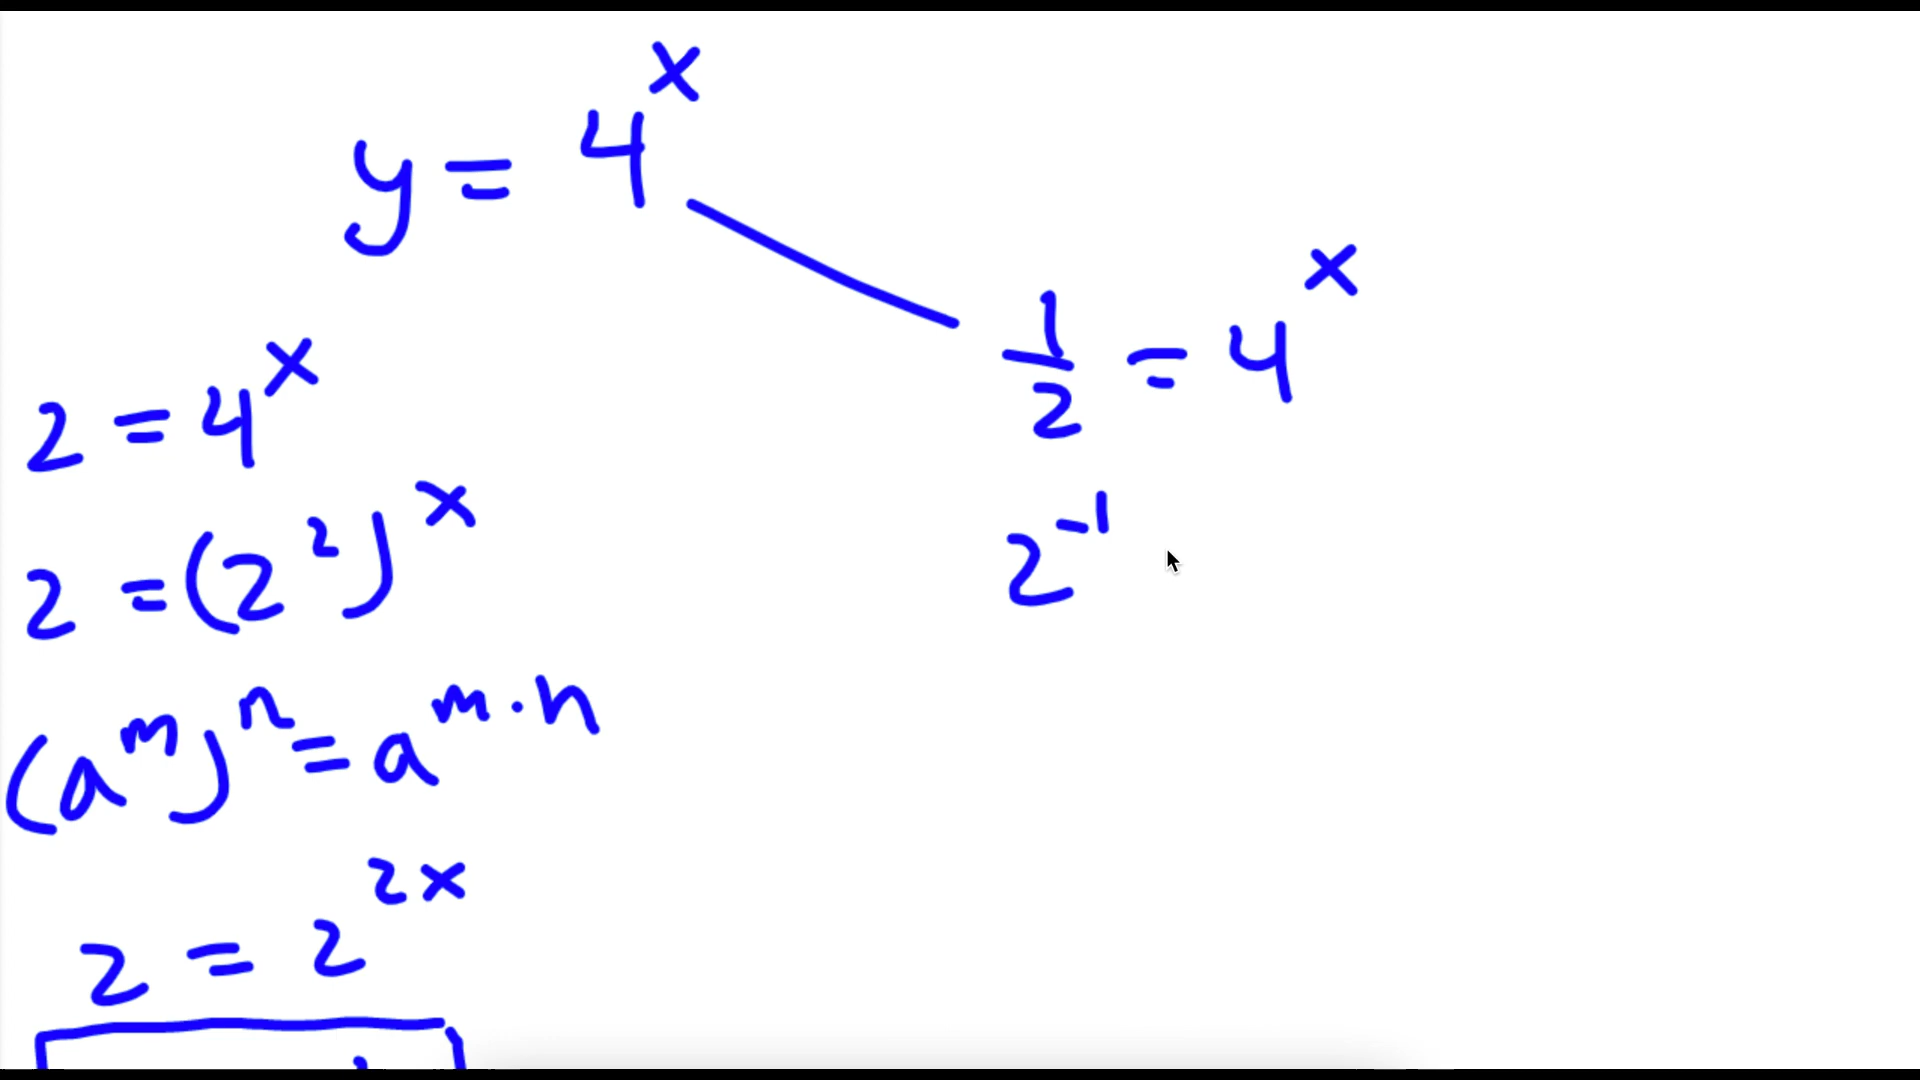 y = 4^x
2 = 4^x
2 = (2^2)^x
(a^m)^n = a^{m·n}
2 = 2^{2x}
1/2 = 4^x
2^{-1}